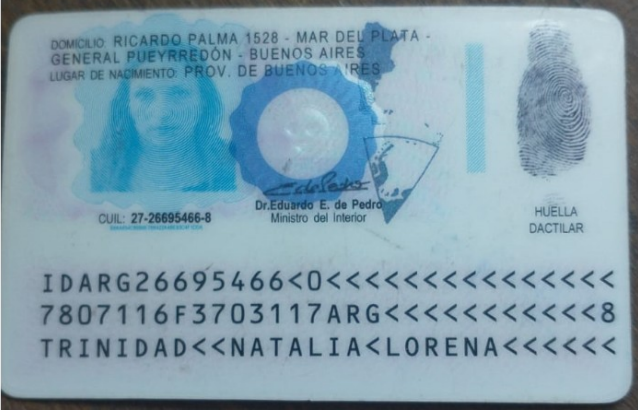 DOMICILIO: RICARDO PALMA 1528 - MAR DEL PLATA -
GENERAL PUEYRREDÓN - BUENOS AIRES
LUGAR DE NACIMIENTO: PROV. DE BUENOS AIRES
CUIL: 27-26695466-8
Dr.Eduardo E. de Pedro
Ministro del Interior
HUELLA
DACTILAR
IDARG26695466<0<<<<<<<<<<<<<<<
7807116F3703117ARG<<<<<<<<<<<8
TRINIDAD<<NATALIA<LORENA<<<<<<